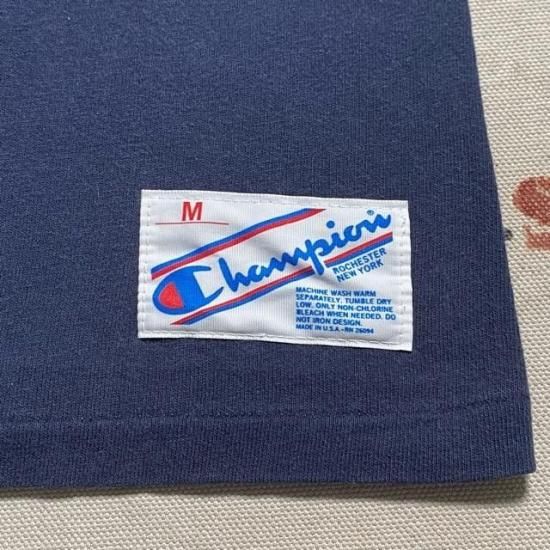 M
Champion®
ROCHESTER
NEW YORK
MACHINE WASH WARM
SEPARATELY. TUMBLE DRY
LOW. ONLY NON-CHLORINE
BLEACH WHEN NEEDED. DO
NOT IRON DESIGN.
MADE IN U.S.A.-RN 26094